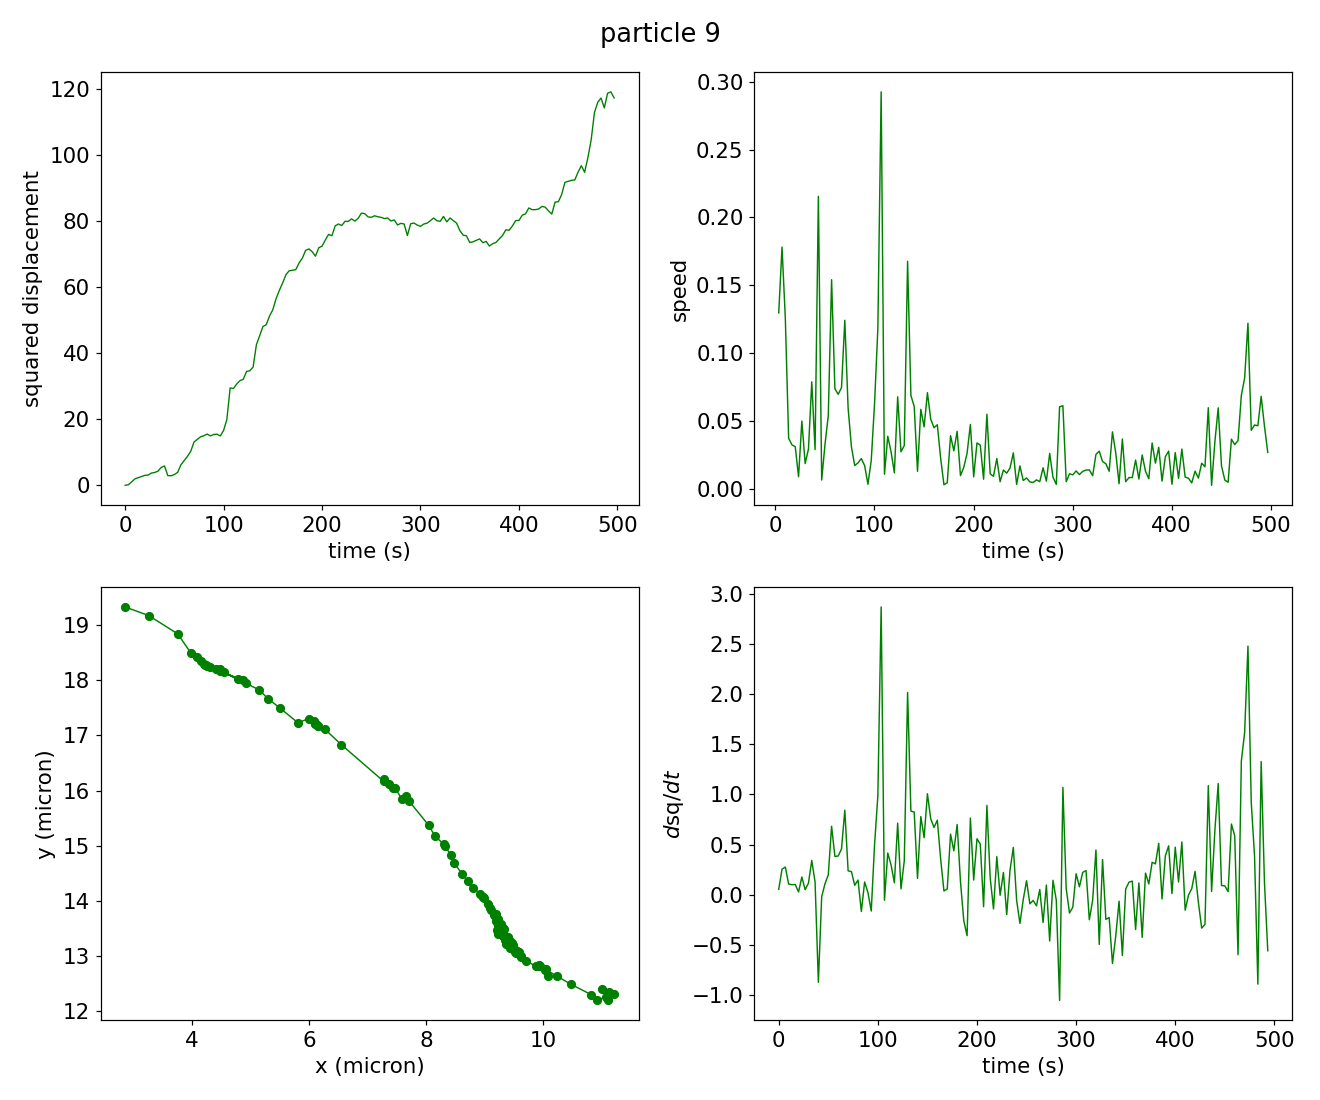 particle 9
squared displacement
120
100
80
60
40
20
0
0 100 200 300 400 500
time (s)
speed
0.30
0.25
0.20
0.15
0.10
0.05
0.00
0 100 200 300 400 500
time (s)
y (micron)
19
18
17
16
15
14
13
12
4 6 8 10
x (micron)
dsq/dt
3.0
2.5
2.0
1.5
1.0
0.5
0.0
−0.5
−1.0
0 100 200 300 400 500
time (s)